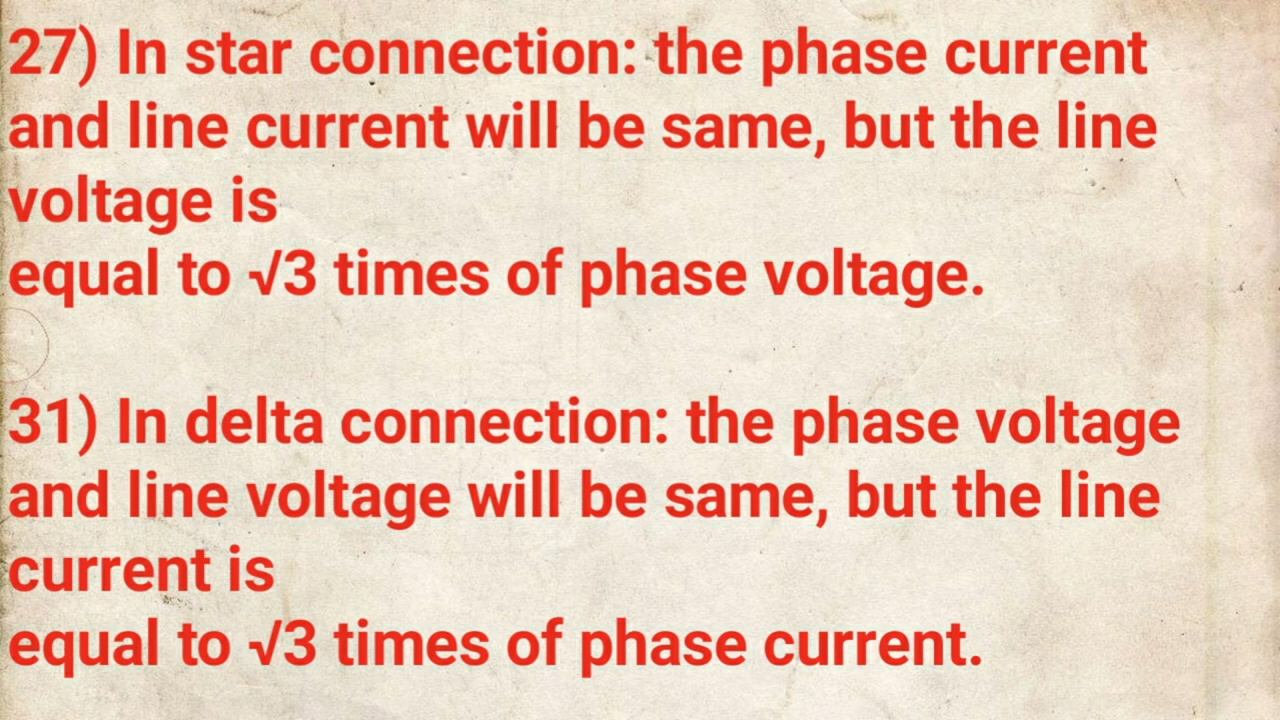 27) In star connection: the phase current
and line current will be same, but the line
voltage is
equal to √3 times of phase voltage.
31) In delta connection: the phase voltage
and line voltage will be same, but the line
current is
equal to √3 times of phase current.